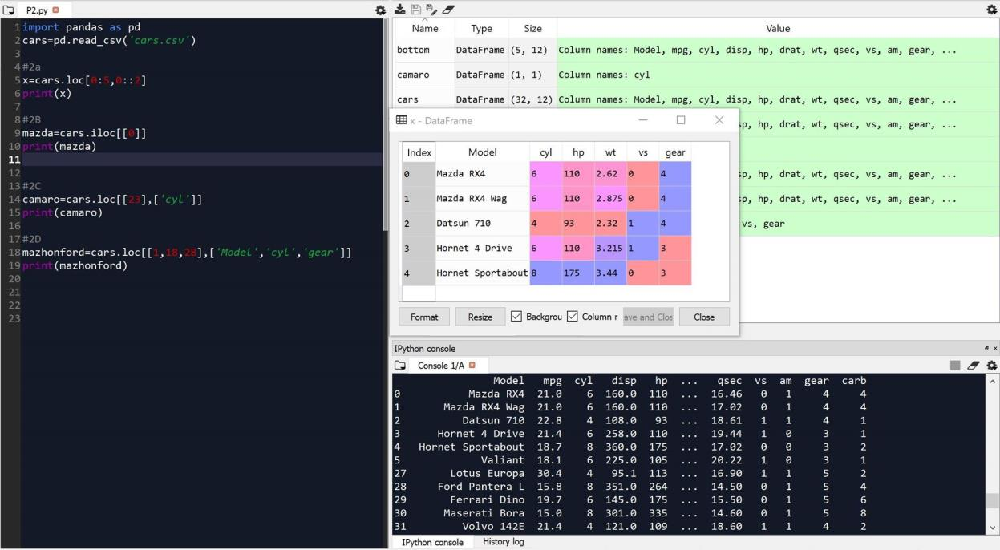 P2.py
1 import pandas as pd
2 cars=pd.read_csv('cars.csv')
3
4 #2a
5 x=cars.loc[0:5,0::2]
6 print(x)
7
8 #2B
9 mazda=cars.iloc[[0]]
10 print(mazda)
11
12
13 #2C
14 camaro=cars.loc[[23],['cyl']]
15 print(camaro)
16
17 #2D
18 mazhonford=cars.loc[[1,18,28],['Model','cyl','gear']]
19 print(mazhonford)
20
21
22
23
Name Type Size Value
bottom DataFrame (5, 12) Column names: Model, mpg, cyl, disp, hp, drat, wt, qsec, vs, am, gear, ...
camaro DataFrame (1, 1) Column names: cyl
cars DataFrame (32, 12) Column names: Model, mpg, cyl, disp, hp, drat, wt, qsec, vs, am, gear, ...
sp, hp, drat, wt, qsec, vs, am, gear, ...
sp, hp, drat, wt, qsec, vs, am, gear, ...
sp, hp, drat, wt, qsec, vs, am, gear, ...
vs, gear
x - DataFrame
Index Model cyl hp wt vs gear
0 Mazda RX4 6 110 2.62 0 4
1 Mazda RX4 Wag 6 110 2.875 0 4
2 Datsun 710 4 93 2.32 1 4
3 Hornet 4 Drive 6 110 3.215 1 3
4 Hornet Sportabout 8 175 3.44 0 3
Format Resize Backgrou Column r ave and Clos Close
IPython console
Console 1/A
Model mpg cyl disp hp ... qsec vs am gear carb
0 Mazda RX4 21.0 6 160.0 110 ... 16.46 0 1 4 4
1 Mazda RX4 Wag 21.0 6 160.0 110 ... 17.02 0 1 4 4
2 Datsun 710 22.8 4 108.0 93 ... 18.61 1 1 4 1
3 Hornet 4 Drive 21.4 6 258.0 110 ... 19.44 1 0 3 1
4 Hornet Sportabout 18.7 8 360.0 175 ... 17.02 0 0 3 2
5 Valiant 18.1 6 225.0 105 ... 20.22 1 0 3 1
27 Lotus Europa 30.4 4 95.1 113 ... 16.90 1 1 5 2
28 Ford Pantera L 15.8 8 351.0 264 ... 14.50 0 1 5 4
29 Ferrari Dino 19.7 6 145.0 175 ... 15.50 0 1 5 6
30 Maserati Bora 15.0 8 301.0 335 ... 14.60 0 1 5 8
31 Volvo 142E 21.4 4 121.0 109 ... 18.60 1 1 4 2
IPython console History log